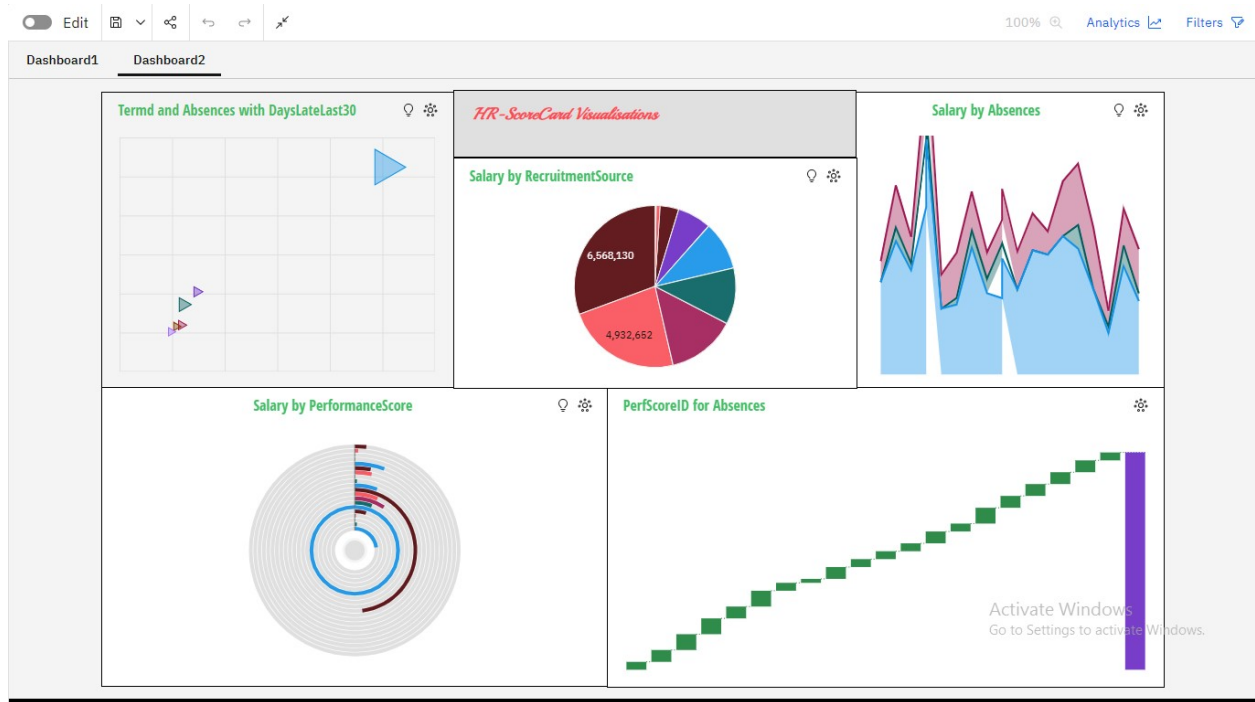 Edit
100%
Analytics
Filters
Dashboard1
Dashboard2
Termd and Absences with DaysLateLast30
HR-ScoreCard Visualisations
Salary by Absences
Salary by RecruitmentSource
6,568,130
4,932,652
Salary by PerformanceScore
PerfScoreID for Absences
Activate Windows
Go to Settings to activate Windows.